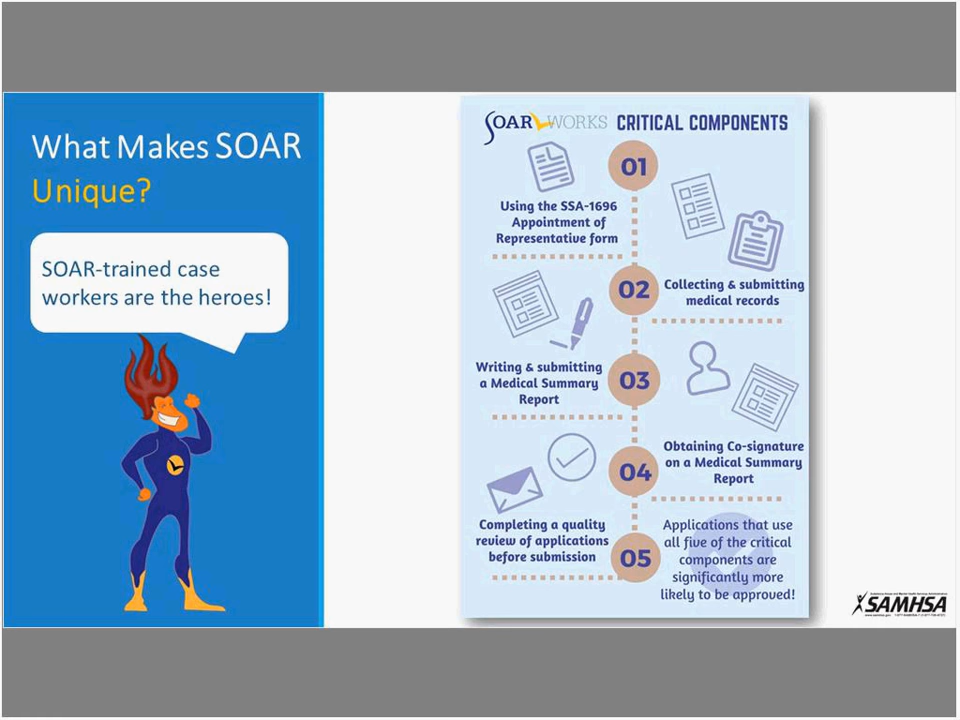 What Makes SOAR
Unique?
SOAR-trained case
workers are the heroes!
SOAR WORKS CRITICAL COMPONENTS
01
Using the SSA-1696
Appointment of
Representative form
02
Collecting & submitting
medical records
Writing & submitting
a Medical Summary
Report
03
Obtaining Co-signature
on a Medical Summary
Report
04
Completing a quality
review of applications
before submission
05
Applications that use
all five of the critical
components are
significantly more
likely to be approved!
SAMHSA